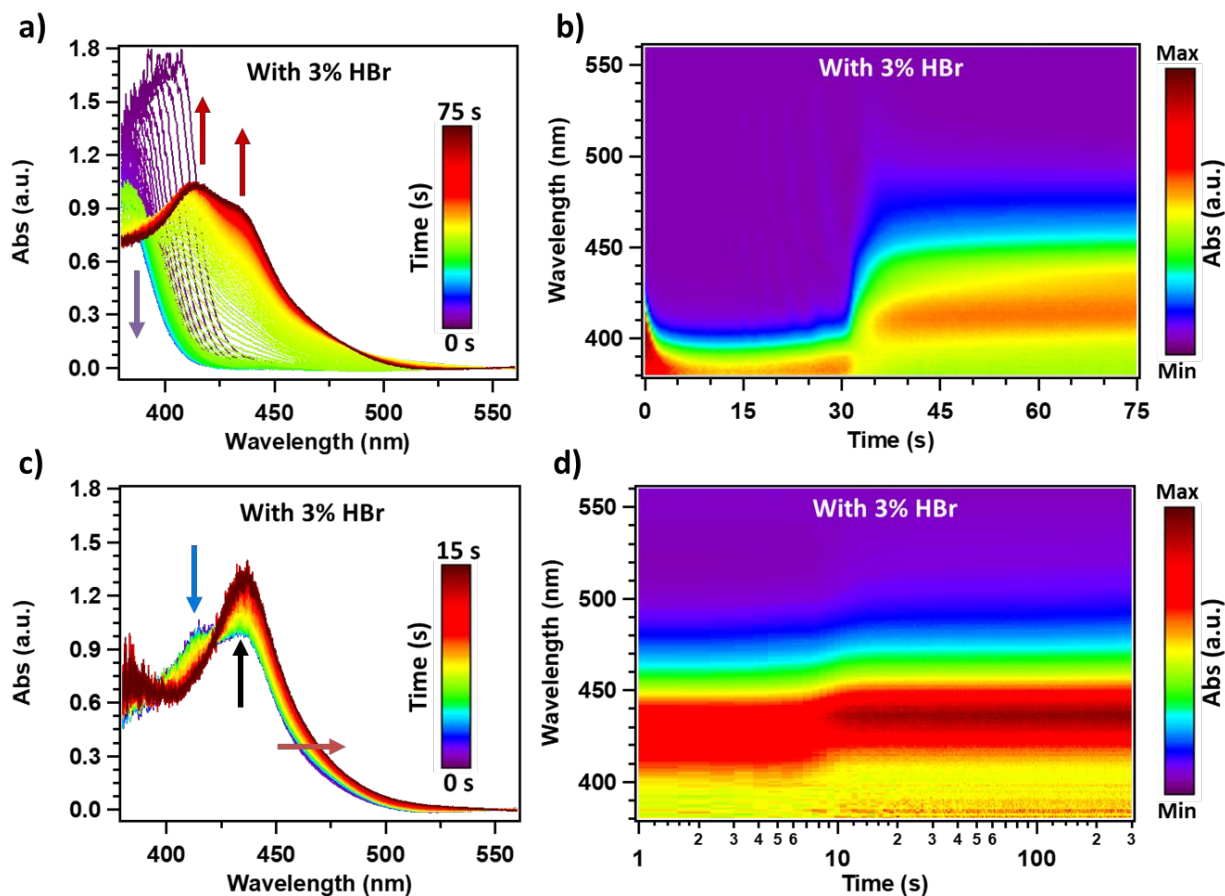 a)
With 3% HBr
1.8
1.5
1.2
0.9
0.6
0.3
0.0
Abs (a.u.)
400
450
500
550
Wavelength (nm)
75 s
Time (s)
0 s
b)
With 3% HBr
550
500
450
400
Wavelength (nm)
0
15
30
45
60
75
Time (s)
Max
Abs (a.u.)
Min
c)
With 3% HBr
1.8
1.5
1.2
0.9
0.6
0.3
0.0
Abs (a.u.)
400
450
500
550
Wavelength (nm)
15 s
Time (s)
0 s
d)
With 3% HBr
550
500
450
400
Wavelength (nm)
1
2
3
4
5
6
10
2
3
4
5
6
100
2
3
Time (s)
Max
Abs (a.u.)
Min